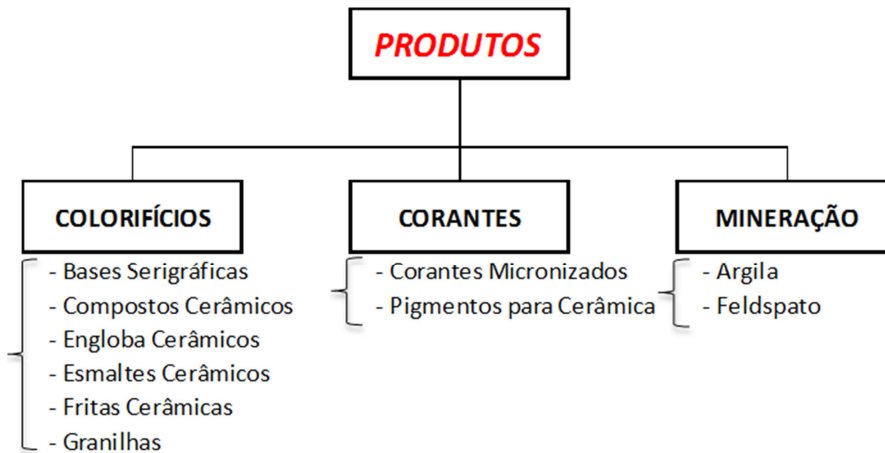 PRODUTOS
COLORIFÍCIOS
- Bases Serigráficas
- Compostos Cerâmicos
- Engloba Cerâmicos
- Esmaltes Cerâmicos
- Fritas Cerâmicas
- Granilhas
CORANTES
- Corantes Micronizados
- Pigmentos para Cerâmica
MINERAÇÃO
- Argila
- Feldspato